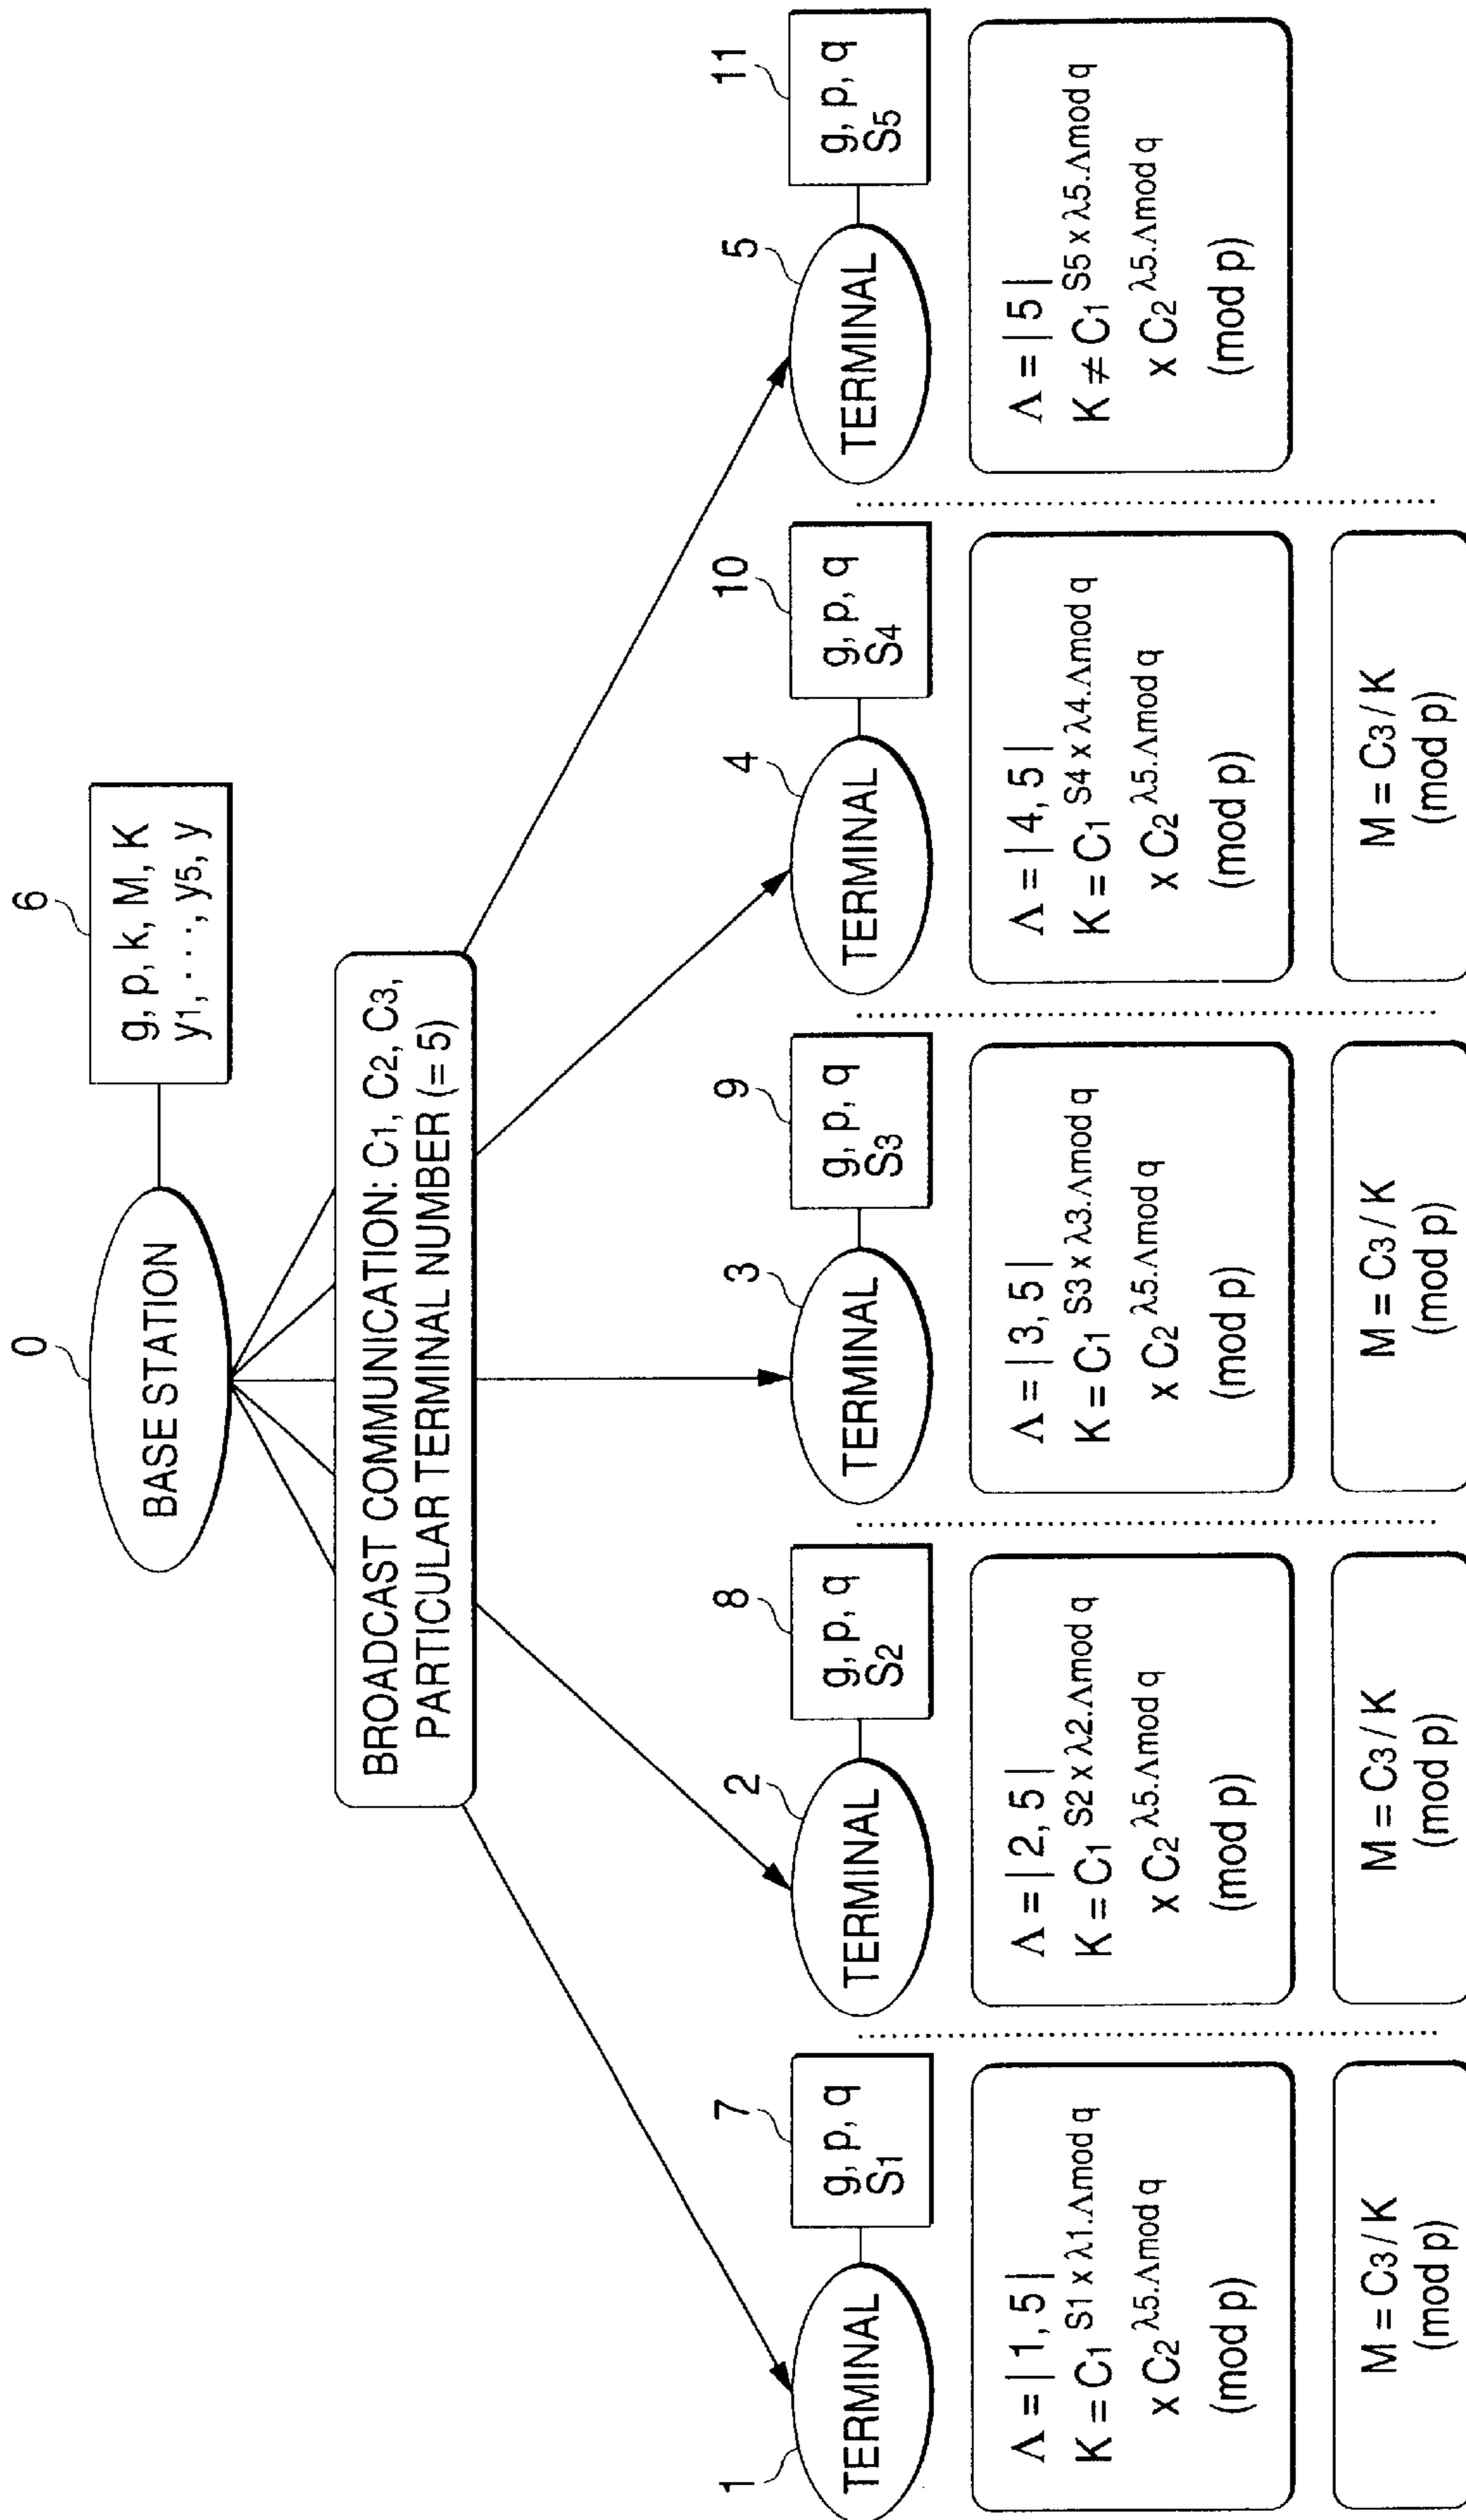 0
BASE STATION
6
g, p, k, M, K
y1, · · · , y5, y
BROADCAST COMMUNICATION: C1, C2, C3,
PARTICULAR TERMINAL NUMBER (= 5)
1
TERMINAL
7
g, p, q
S1
Λ = | 1, 5 |
K = C1 S1 x λ1.Λmod q
x C2 λ5.Λmod q
(mod p)
M = C3 / K
(mod p)
2
TERMINAL
8
g, p, q
S2
Λ = | 2, 5 |
K = C1 S2 x λ2.Λmod q
x C2 λ5.Λmod q
(mod p)
M = C3 / K
(mod p)
3
TERMINAL
9
g, p, q
S3
Λ = | 3, 5 |
K = C1 S3 x λ3.Λmod q
x C2 λ5.Λmod q
(mod p)
M = C3 / K
(mod p)
4
TERMINAL
10
g, p, q
S4
Λ = | 4, 5 |
K = C1 S4 x λ4.Λmod q
x C2 λ5.Λmod q
(mod p)
M = C3 / K
(mod p)
5
TERMINAL
11
g, p, q
S5
Λ = | 5 |
K ≠ C1 S5 x λ5.Λmod q
x C2 λ5.Λmod q
(mod p)